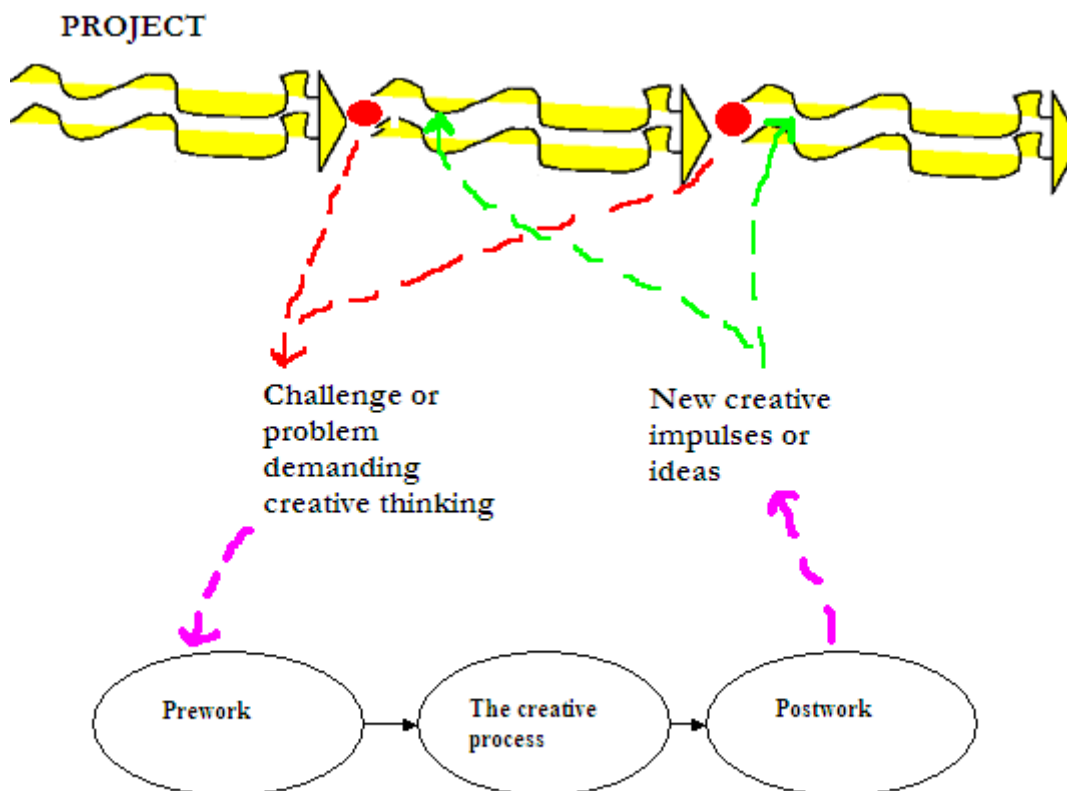 PROJECT
Challenge or
problem
demanding
creative thinking
New creative
impulses or
ideas
Prework
The creative
process
Postwork